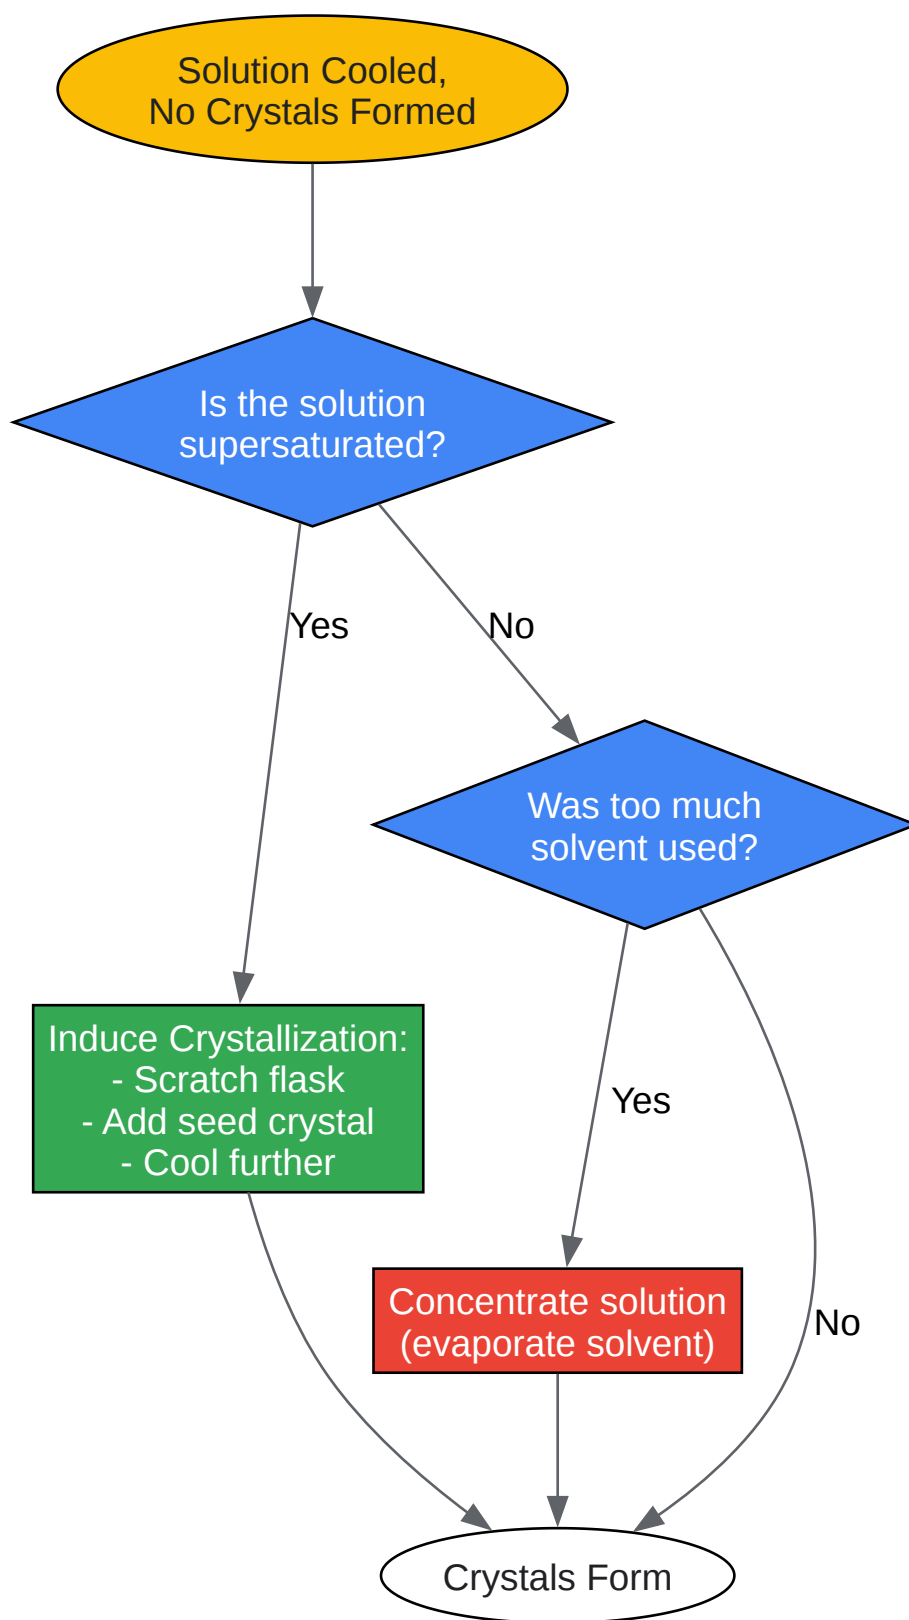 Solution Cooled,
No Crystals Formed
Is the solution
supersaturated?
Yes
No
Was too much
solvent used?
Induce Crystallization:
- Scratch flask
- Add seed crystal
- Cool further
Yes
Concentrate solution
(evaporate solvent)
No
Crystals Form